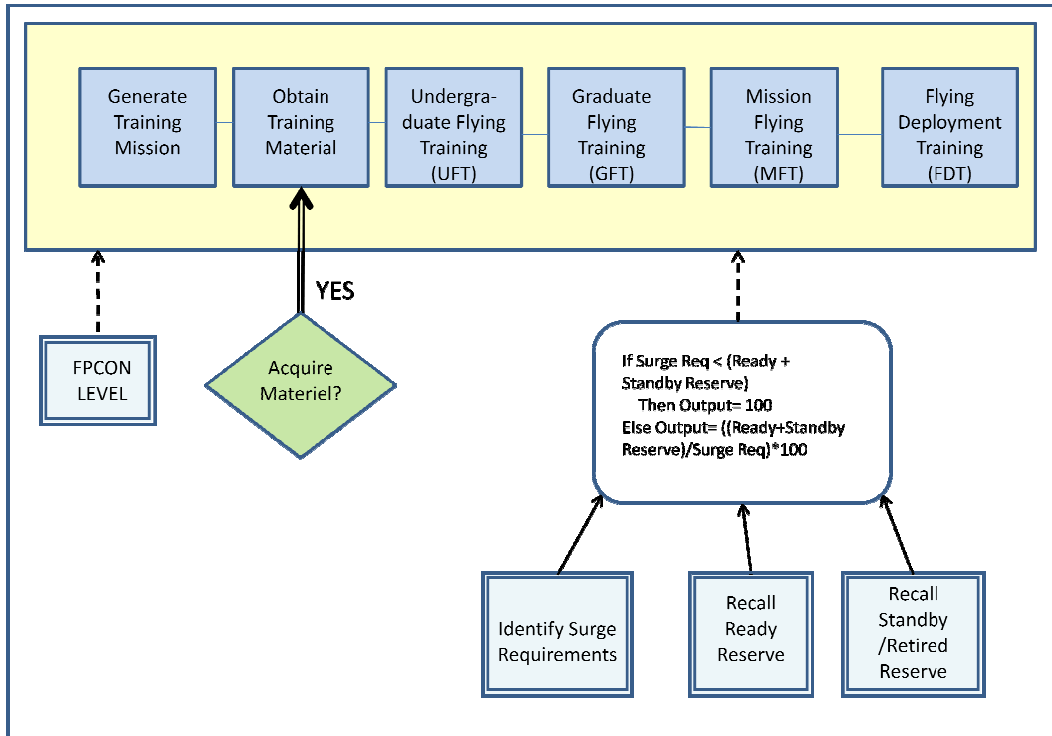 Generate
Training
Mission
Obtain
Training
Material
Undergra-
duate Flying
Training
(UFT)
Graduate
Flying
Training
(GFT)
Mission
Flying
Training
(MFT)
Flying
Deployment
Training
(FDT)
YES
FPCON
LEVEL
Acquire
Materiel?
If Surge Req < (Ready +
Standby Reserve)
Then Output= 100
Else Output= ((Ready+Standby
Reserve)/Surge Req)*100
Identify Surge
Requirements
Recall
Ready
Reserve
Recall
Standby
/Retired
Reserve